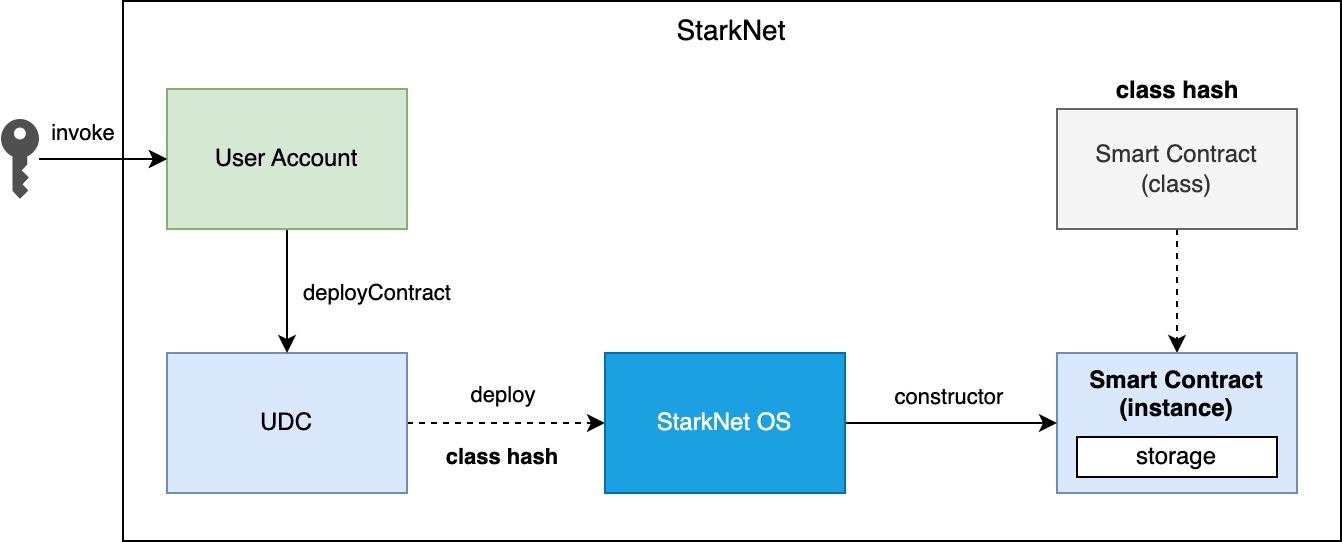 StarkNet
class hash
invoke
User Account
Smart Contract
(class)
deployContract
UDC
deploy
class hash
StarkNet OS
constructor
Smart Contract
(instance)
storage